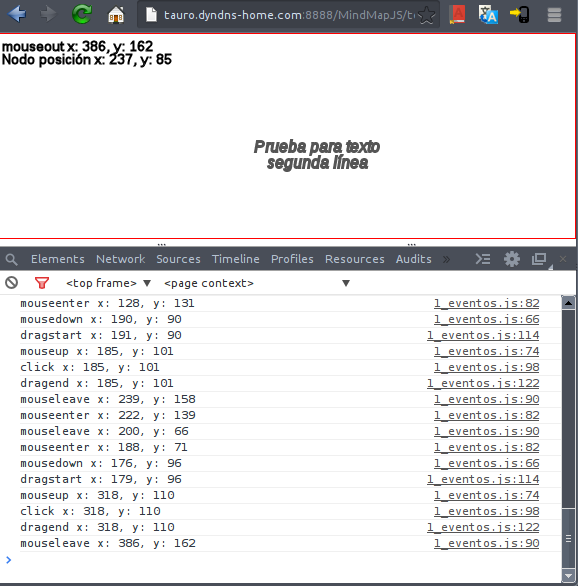 tauro.dyndns-home.com:8888/MindMapJS/t
mouseout x: 386, y: 162
Nodo posición x: 237, y: 85
Prueba para texto
segunda línea
Elements Network Sources Timeline Profiles Resources Audits »
<top frame> ▼ <page context> ▼
mouseenter x: 128, y: 131 l_eventos.js:82
mousedown x: 190, y: 90 l_eventos.js:66
dragstart x: 191, y: 90 l_eventos.js:114
mouseup x: 185, y: 101 l_eventos.js:74
click x: 185, y: 101 l_eventos.js:98
dragend x: 185, y: 101 l_eventos.js:122
mouseleave x: 239, y: 158 l_eventos.js:90
mouseenter x: 222, y: 139 l_eventos.js:82
mouseleave x: 200, y: 66 l_eventos.js:90
mouseenter x: 188, y: 71 l_eventos.js:82
mousedown x: 176, y: 96 l_eventos.js:66
dragstart x: 179, y: 96 l_eventos.js:114
mouseup x: 318, y: 110 l_eventos.js:74
click x: 318, y: 110 l_eventos.js:98
dragend x: 318, y: 110 l_eventos.js:122
mouseleave x: 386, y: 162 l_eventos.js:90
>